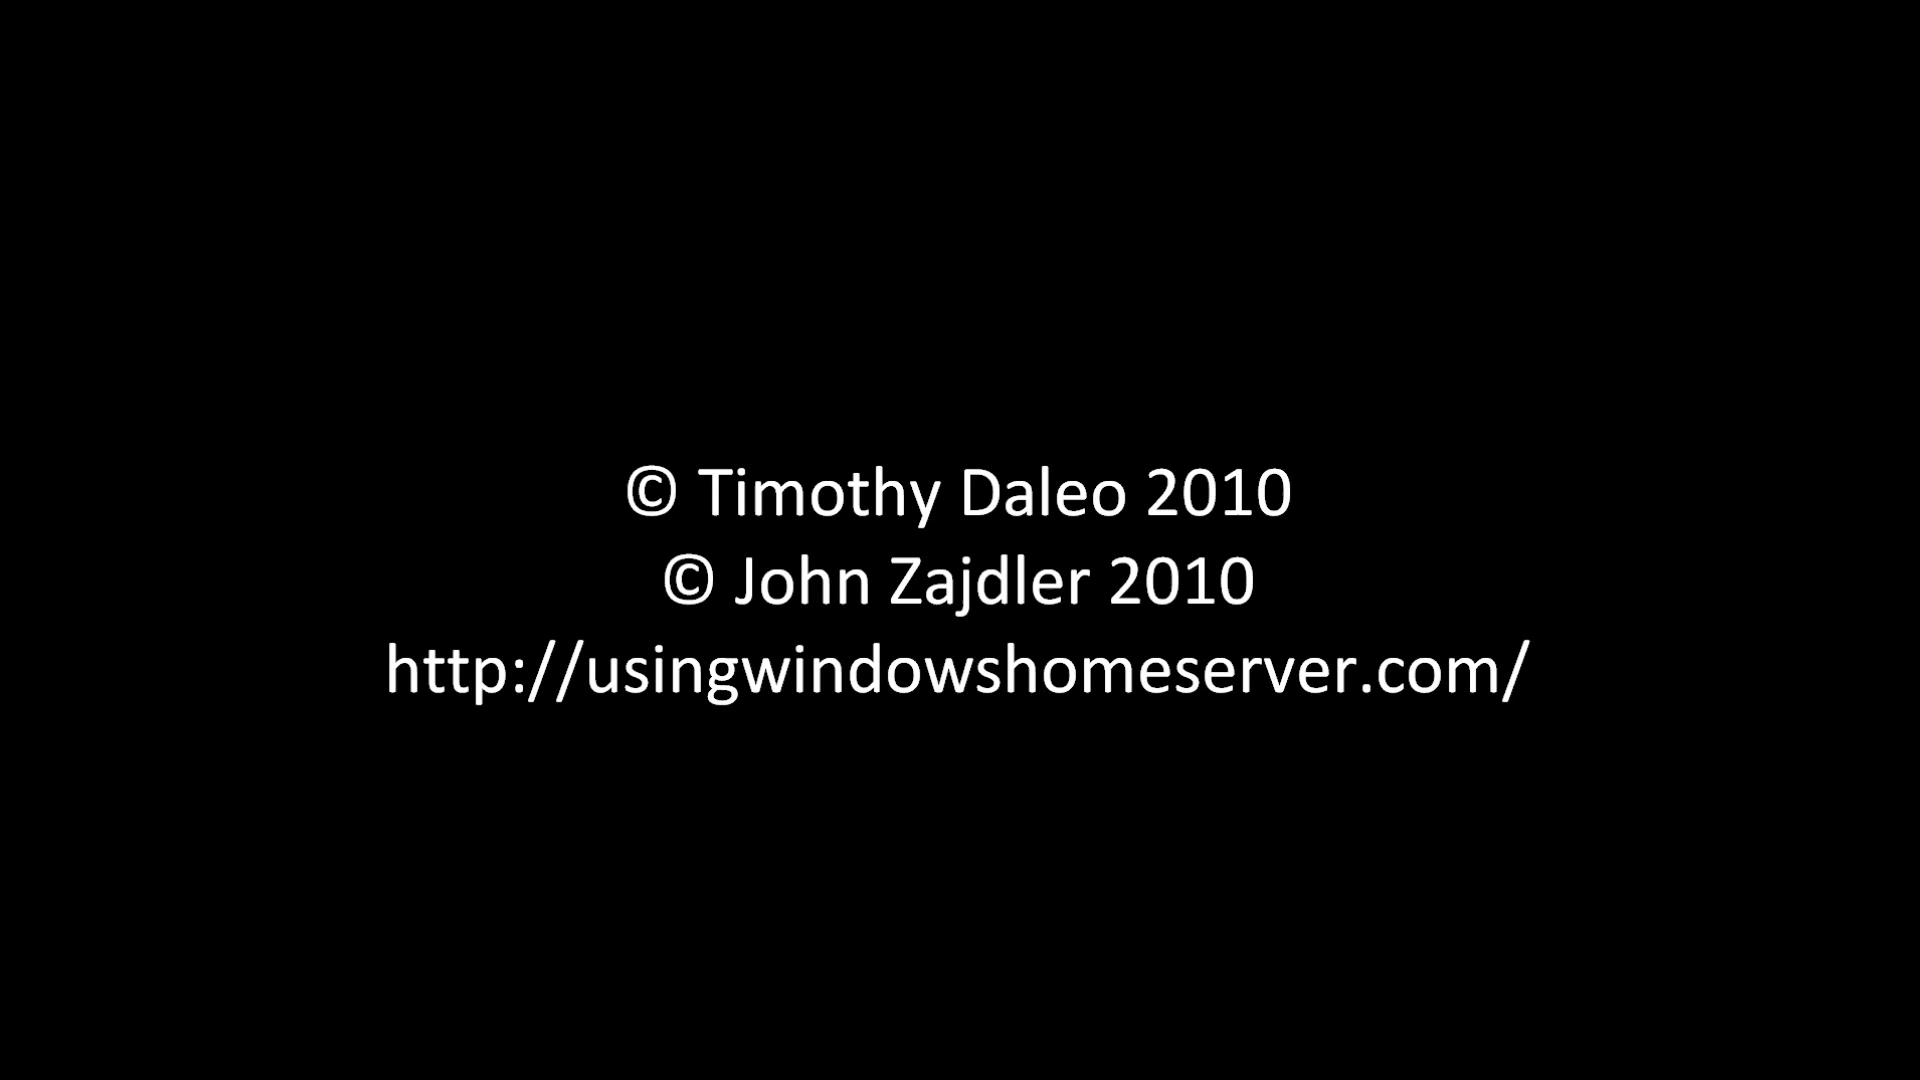 © Timothy Daleo 2010
© John Zajdler 2010
http://usingwindowshomeserver.com/